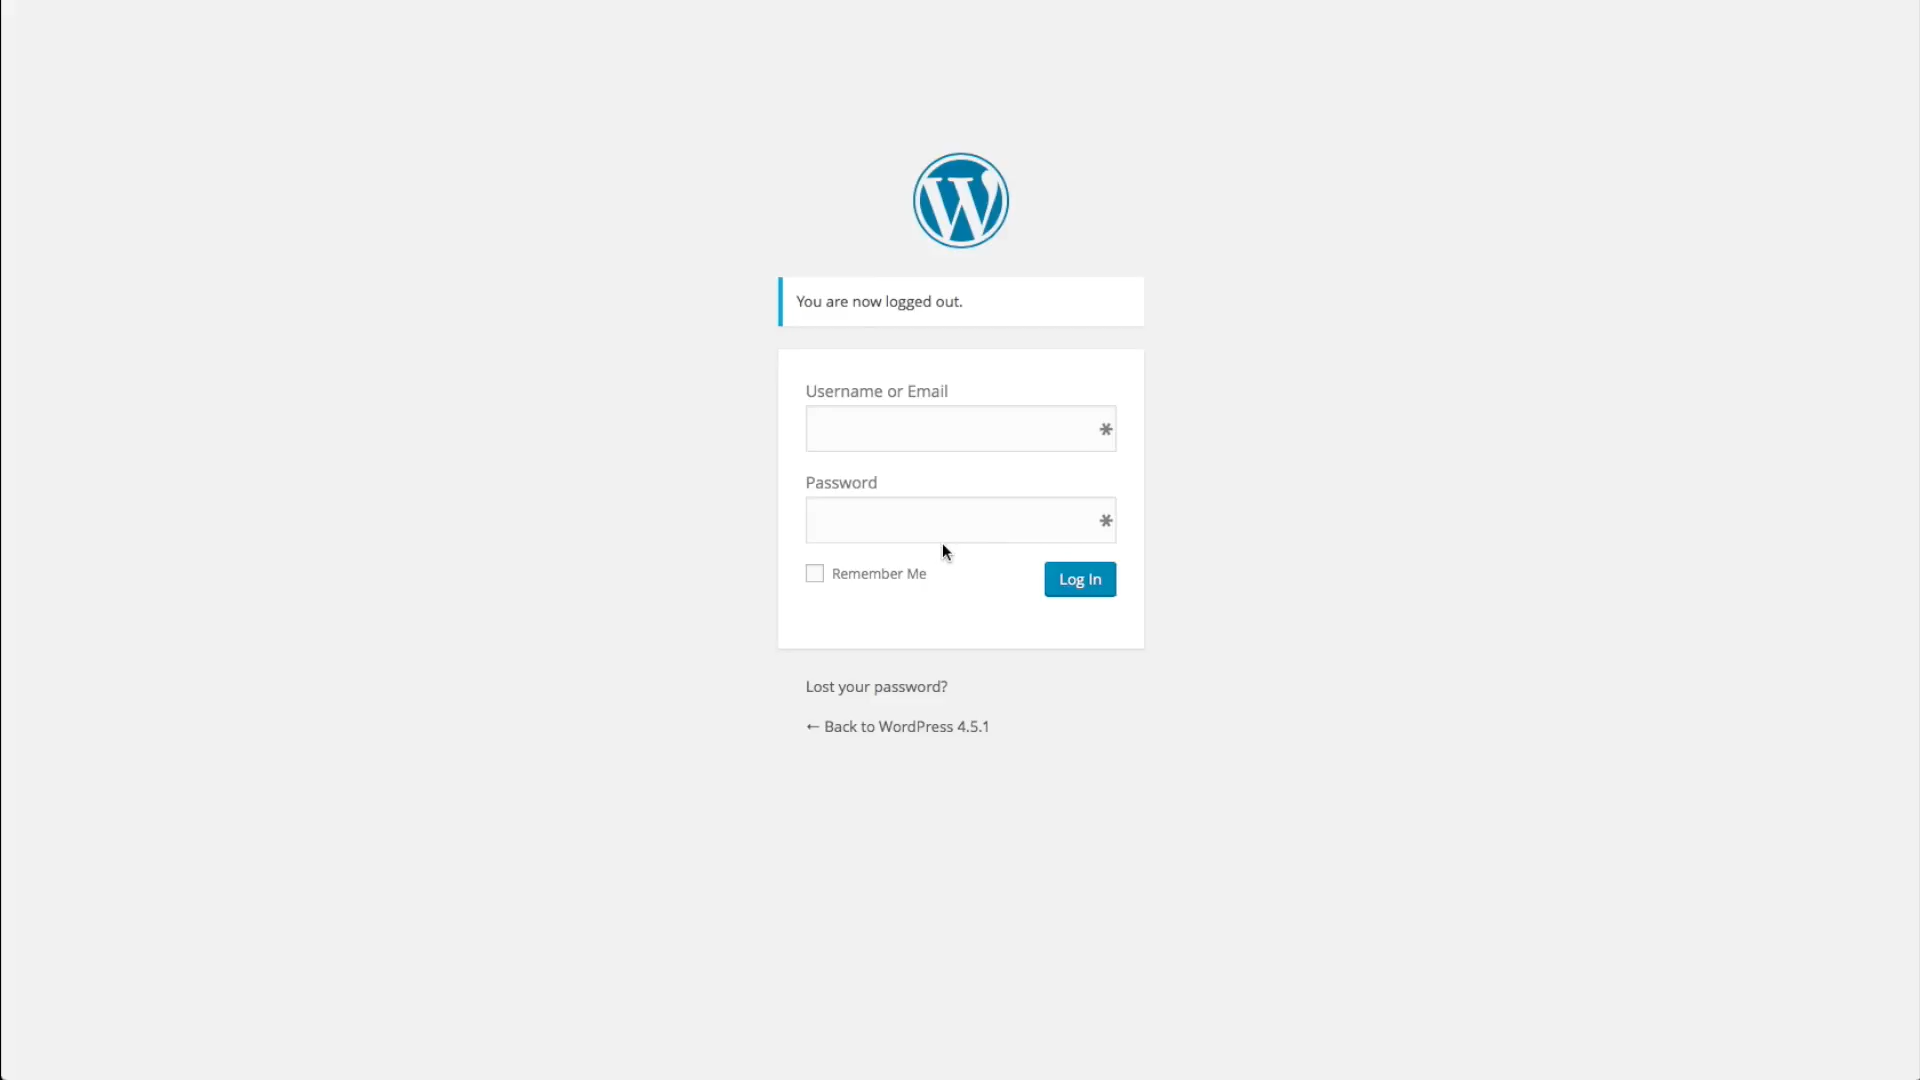 You are now logged out.
Username or Email
Password
Remember Me
Log In
Lost your password?
← Back to WordPress 4.5.1